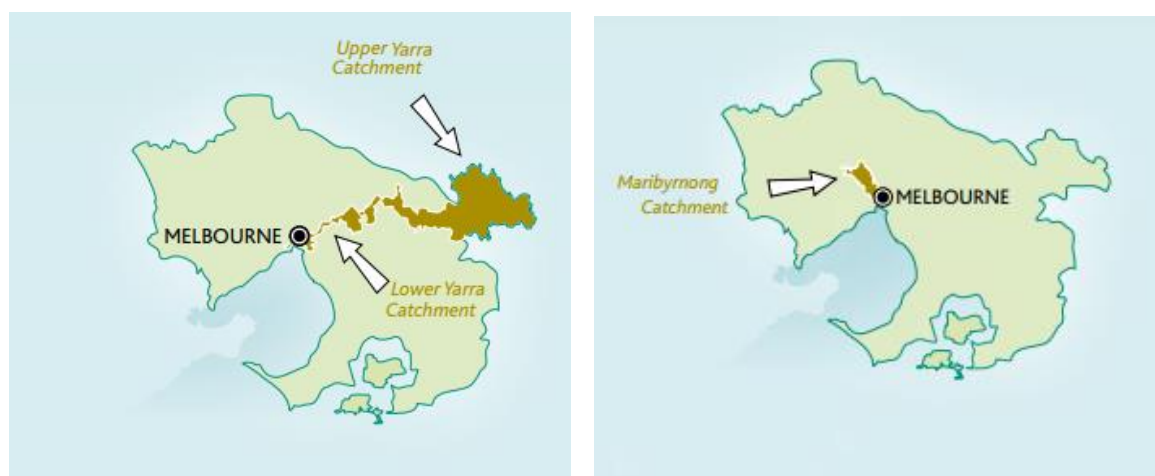 Upper Yarra
Catchment
MELBOURNE
Lower Yarra
Catchment
Maribyrnong
Catchment
MELBOURNE